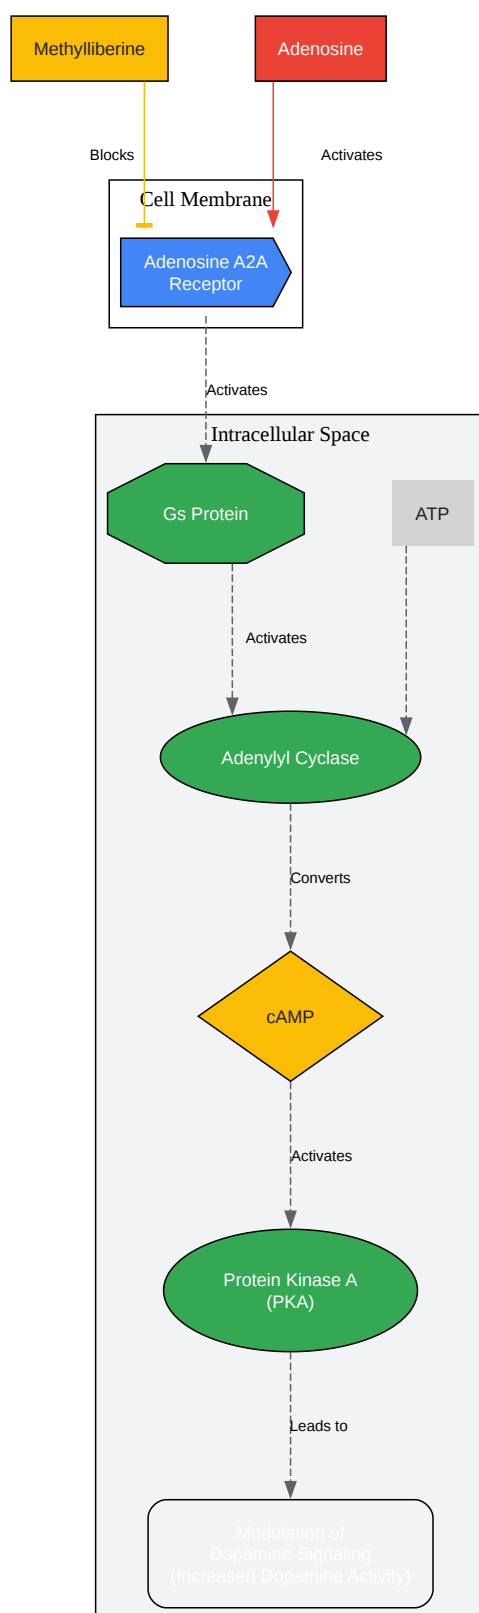 Methylliberine
Adenosine
Blocks
Activates
Cell Membrane
Adenosine A2A
Receptor
Activates
Intracellular Space
Gs Protein
ATP
Activates
Adenylyl Cyclase
Converts
cAMP
Activates
Protein Kinase A
(PKA)
Leads to
Modulation of
Dopamine Signaling
(Increased Dopamine Activity)